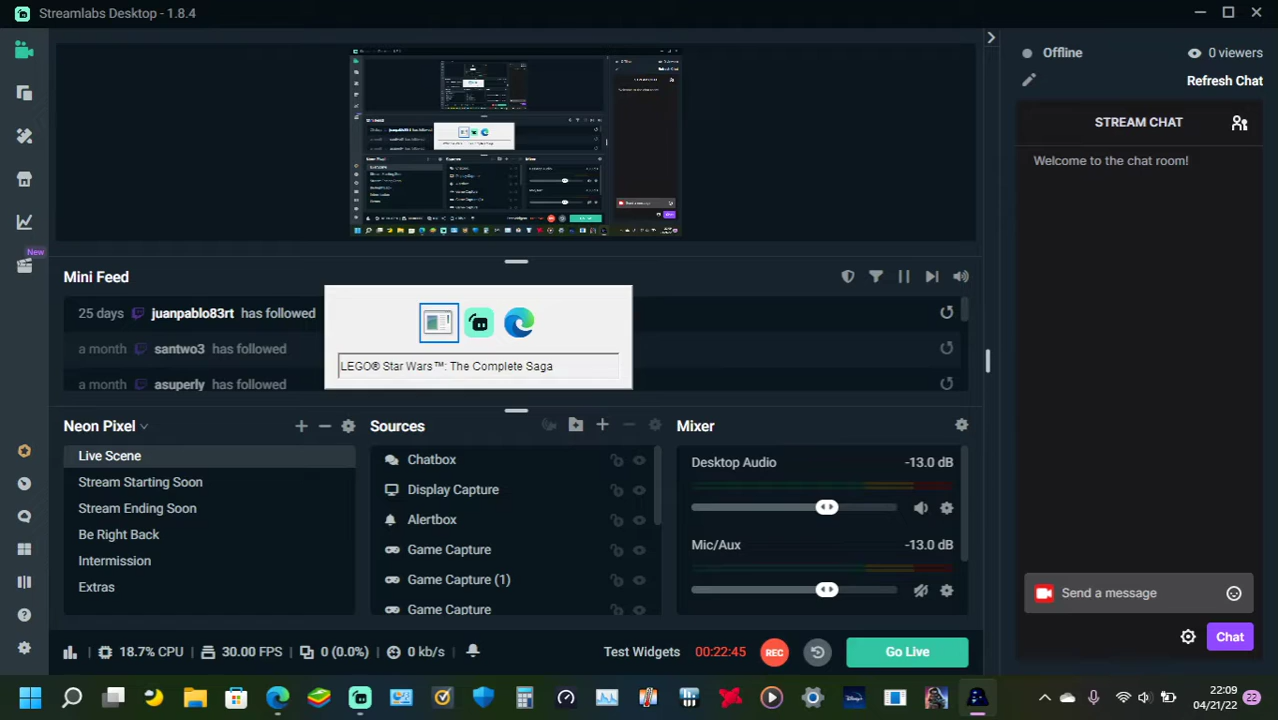 Streamlabs Desktop - 1.8.4
Offline
0 viewers
Refresh Chat
STREAM CHAT
Welcome to the chat room!
New
Mini Feed
25 days juanpablo83rt has followed
a month santwo3 has followed
a month asuperly has followed
LEGO® Star Wars™: The Complete Saga
Neon Pixel
Live Scene
Stream Starting Soon
Stream Ending Soon
Be Right Back
Intermission
Extras
Sources
Chatbox
Display Capture
Alertbox
Game Capture
Game Capture (1)
Game Capture
Mixer
Desktop Audio -13.0 dB
Mic/Aux -13.0 dB
Send a message
Chat
18.7% CPU
30.00 FPS
0 (0.0%)
0 kb/s
Test Widgets
00:22:45
REC
Go Live
22:09
04/21/22
22